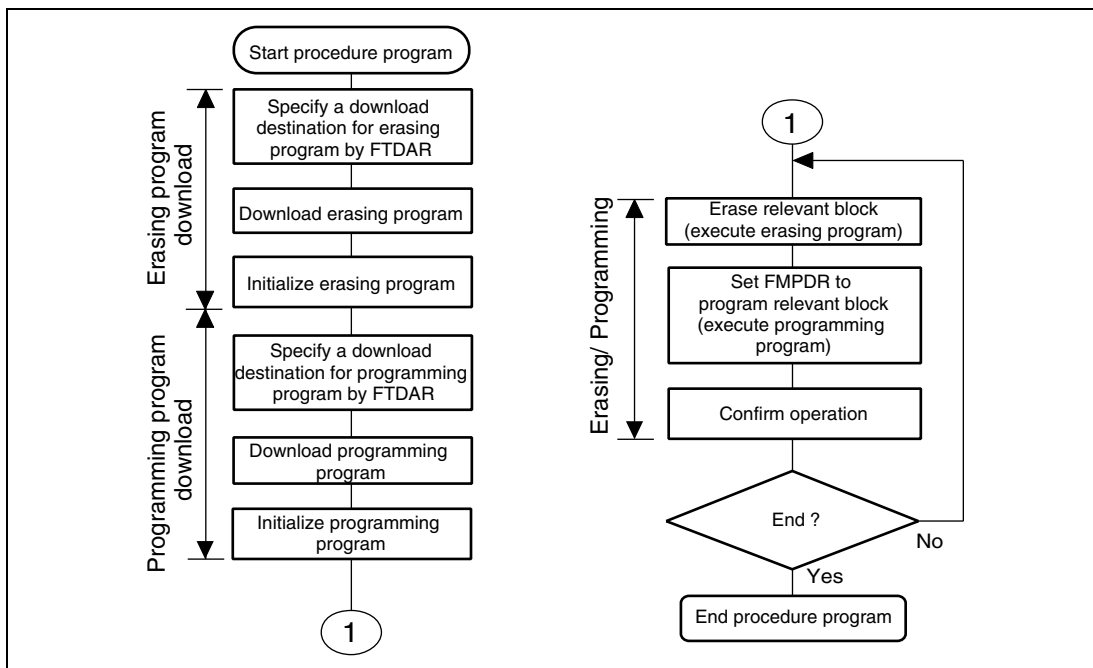 Start procedure program
Erasing program
download
Specify a download
destination for erasing
program by FTDAR
Download erasing program
Initialize erasing program
Programming program
download
Specify a download
destination for programming
program by FTDAR
Download programming
program
Initialize programming
program
1
1
Erasing/ Programming
Erase relevant block
(execute erasing program)
Set FMPDR to
program relevant block
(execute programming
program)
Confirm operation
End ?
No
Yes
End procedure program